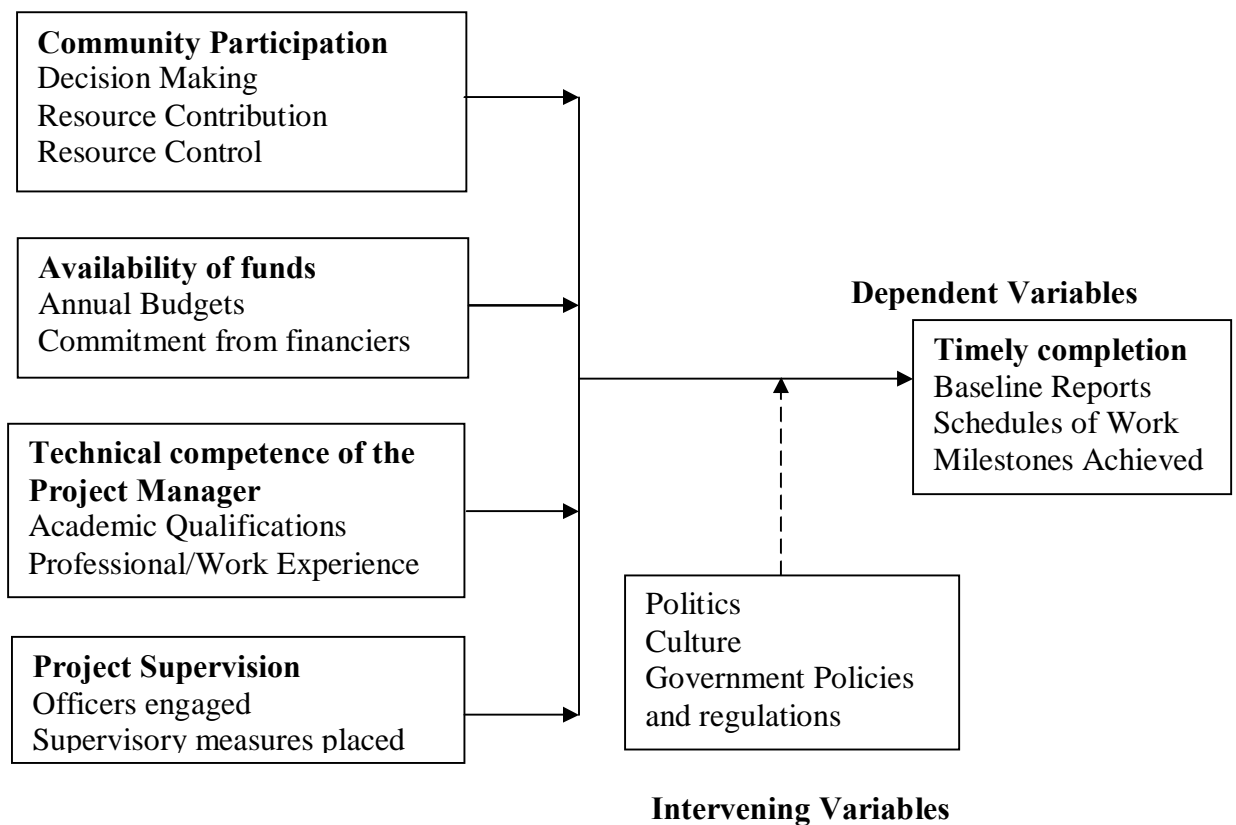 Community Participation
Decision Making
Resource Contribution
Resource Control
Availability of funds
Annual Budgets
Commitment from financiers
Technical competence of the
Project Manager
Academic Qualifications
Professional/Work Experience
Project Supervision
Officers engaged
Supervisory measures placed
Dependent Variables
Timely completion
Baseline Reports
Schedules of Work
Milestones Achieved
Politics
Culture
Government Policies
and regulations
Intervening Variables